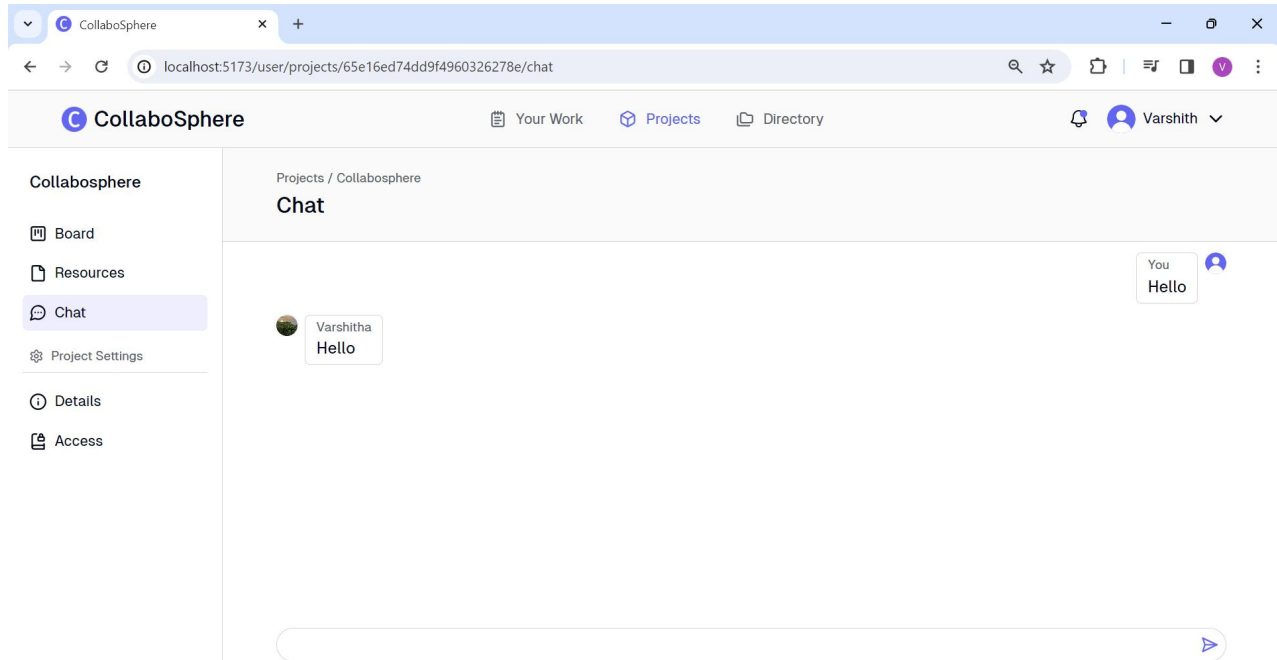 CollaboSphere
localhost:5173/user/projects/65e16ed74dd9f4960326278e/chat
V
C CollaboSphere
Your Work
Projects
Directory
Varshith
Collabosphere
Board
Resources
Chat
Project Settings
Details
Access
Projects / Collabosphere
Chat
You
Hello
Varshitha
Hello